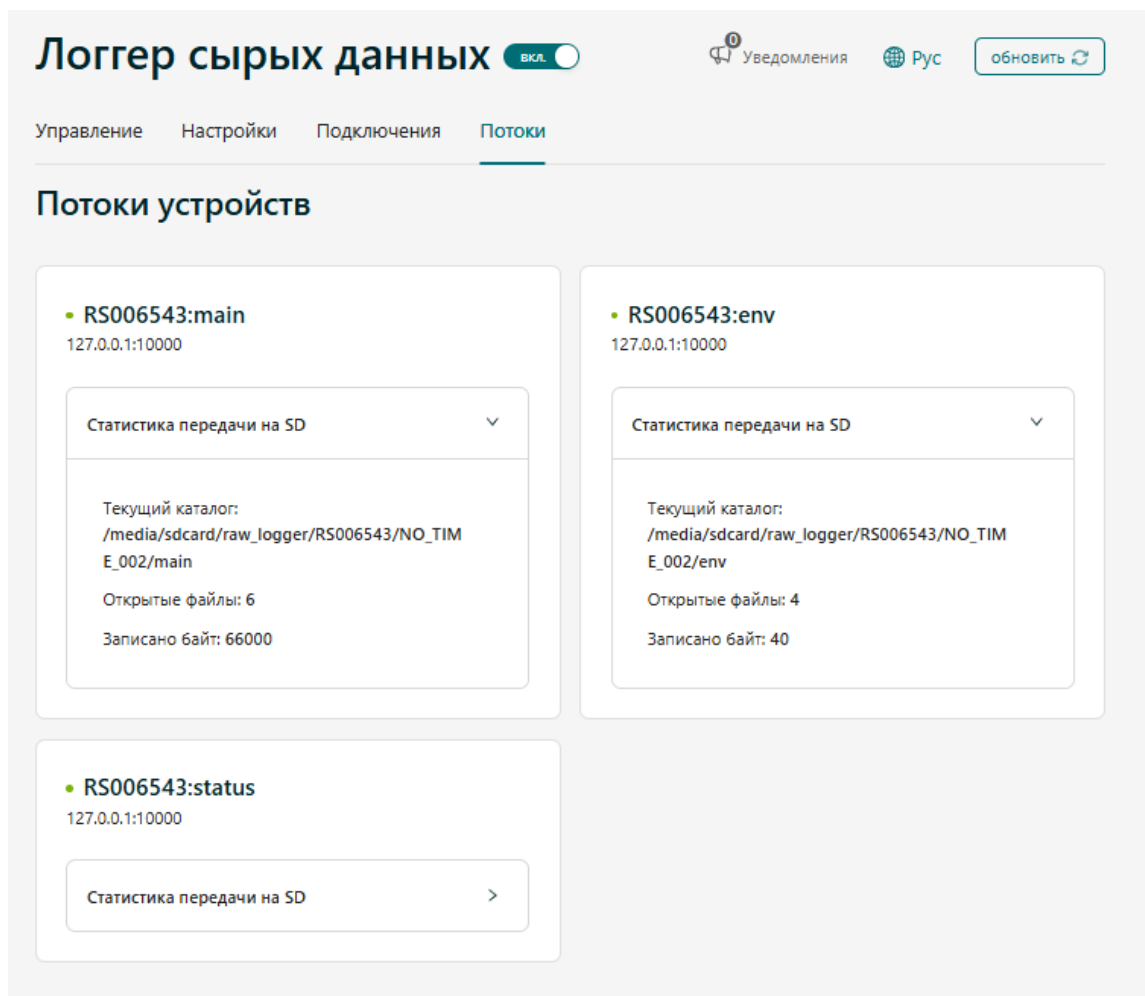 Логгер сырых данных вкл. 0 Уведомления Рус обновить
Управление Настройки Подключения Потоки
Потоки устройств
RS006543:main
127.0.0.1:10000
Статистика передачи на SD
Текущий каталог:
/media/sdcard/raw_logger/RS006543/NO_TIM
E_002/main
Открытые файлы: 6
Записано байт: 66000
RS006543:env
127.0.0.1:10000
Статистика передачи на SD
Текущий каталог:
/media/sdcard/raw_logger/RS006543/NO_TIM
E_002/env
Открытые файлы: 4
Записано байт: 40
RS006543:status
127.0.0.1:10000
Статистика передачи на SD